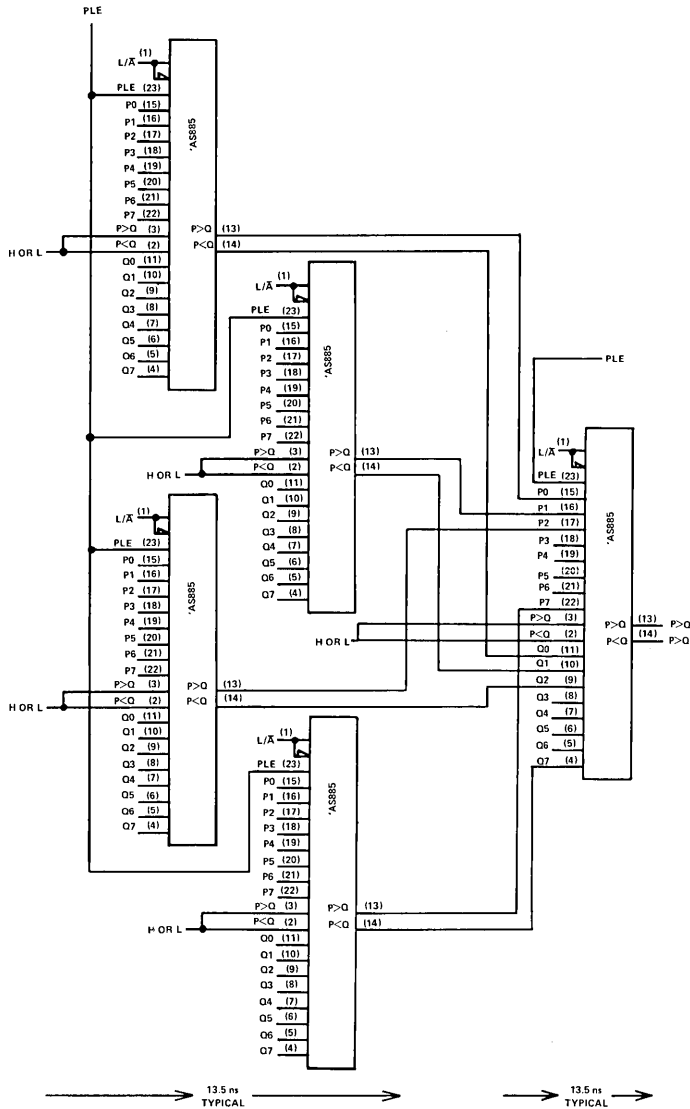 PLE
L/Ā (1)
PLE (23)
P0 (15)
P1 (16)
P2 (17)
P3 (18)
P4 (19)
P5 (20)
P6 (21)
P7 (22)
P>Q (3)
P<Q (2)
H OR L
Q0 (11)
Q1 (10)
Q2 (9)
Q3 (8)
Q4 (7)
Q5 (6)
Q6 (5)
Q7 (4)
'AS885
P>Q (13)
P<Q (14)
L/Ā (1)
PLE (23)
P0 (15)
P1 (16)
P2 (17)
P3 (18)
P4 (19)
P5 (20)
P6 (21)
P7 (22)
P>Q (3)
P<Q (2)
H OR L
Q0 (11)
Q1 (10)
Q2 (9)
Q3 (8)
Q4 (7)
Q5 (6)
Q6 (5)
Q7 (4)
'AS885
P>Q (13)
P<Q (14)
L/Ā (1)
PLE (23)
P0 (15)
P1 (16)
P2 (17)
P3 (18)
P4 (19)
P5 (20)
P6 (21)
P7 (22)
P>Q (3)
P<Q (2)
H OR L
Q0 (11)
Q1 (10)
Q2 (9)
Q3 (8)
Q4 (7)
Q5 (6)
Q6 (5)
Q7 (4)
'AS885
P>Q (13)
P<Q (14)
L/Ā (1)
PLE (23)
P0 (15)
P1 (16)
P2 (17)
P3 (18)
P4 (19)
P5 (20)
P6 (21)
P7 (22)
P>Q (3)
P<Q (2)
H OR L
Q0 (11)
Q1 (10)
Q2 (9)
Q3 (8)
Q4 (7)
Q5 (6)
Q6 (5)
Q7 (4)
'AS885
P>Q (13)
P<Q (14)
PLE
L/Ā (1)
PLE (23)
P0 (15)
P1 (16)
P2 (17)
P3 (18)
P4 (19)
P5 (20)
P6 (21)
P7 (22)
P>Q (3)
P<Q (2)
H OR L
Q0 (11)
Q1 (10)
Q2 (9)
Q3 (8)
Q4 (7)
Q5 (6)
Q6 (5)
Q7 (4)
'AS885
P>Q (13) P>Q
P<Q (14) P>Q
13.5 ns
TYPICAL
13.5 ns
TYPICAL